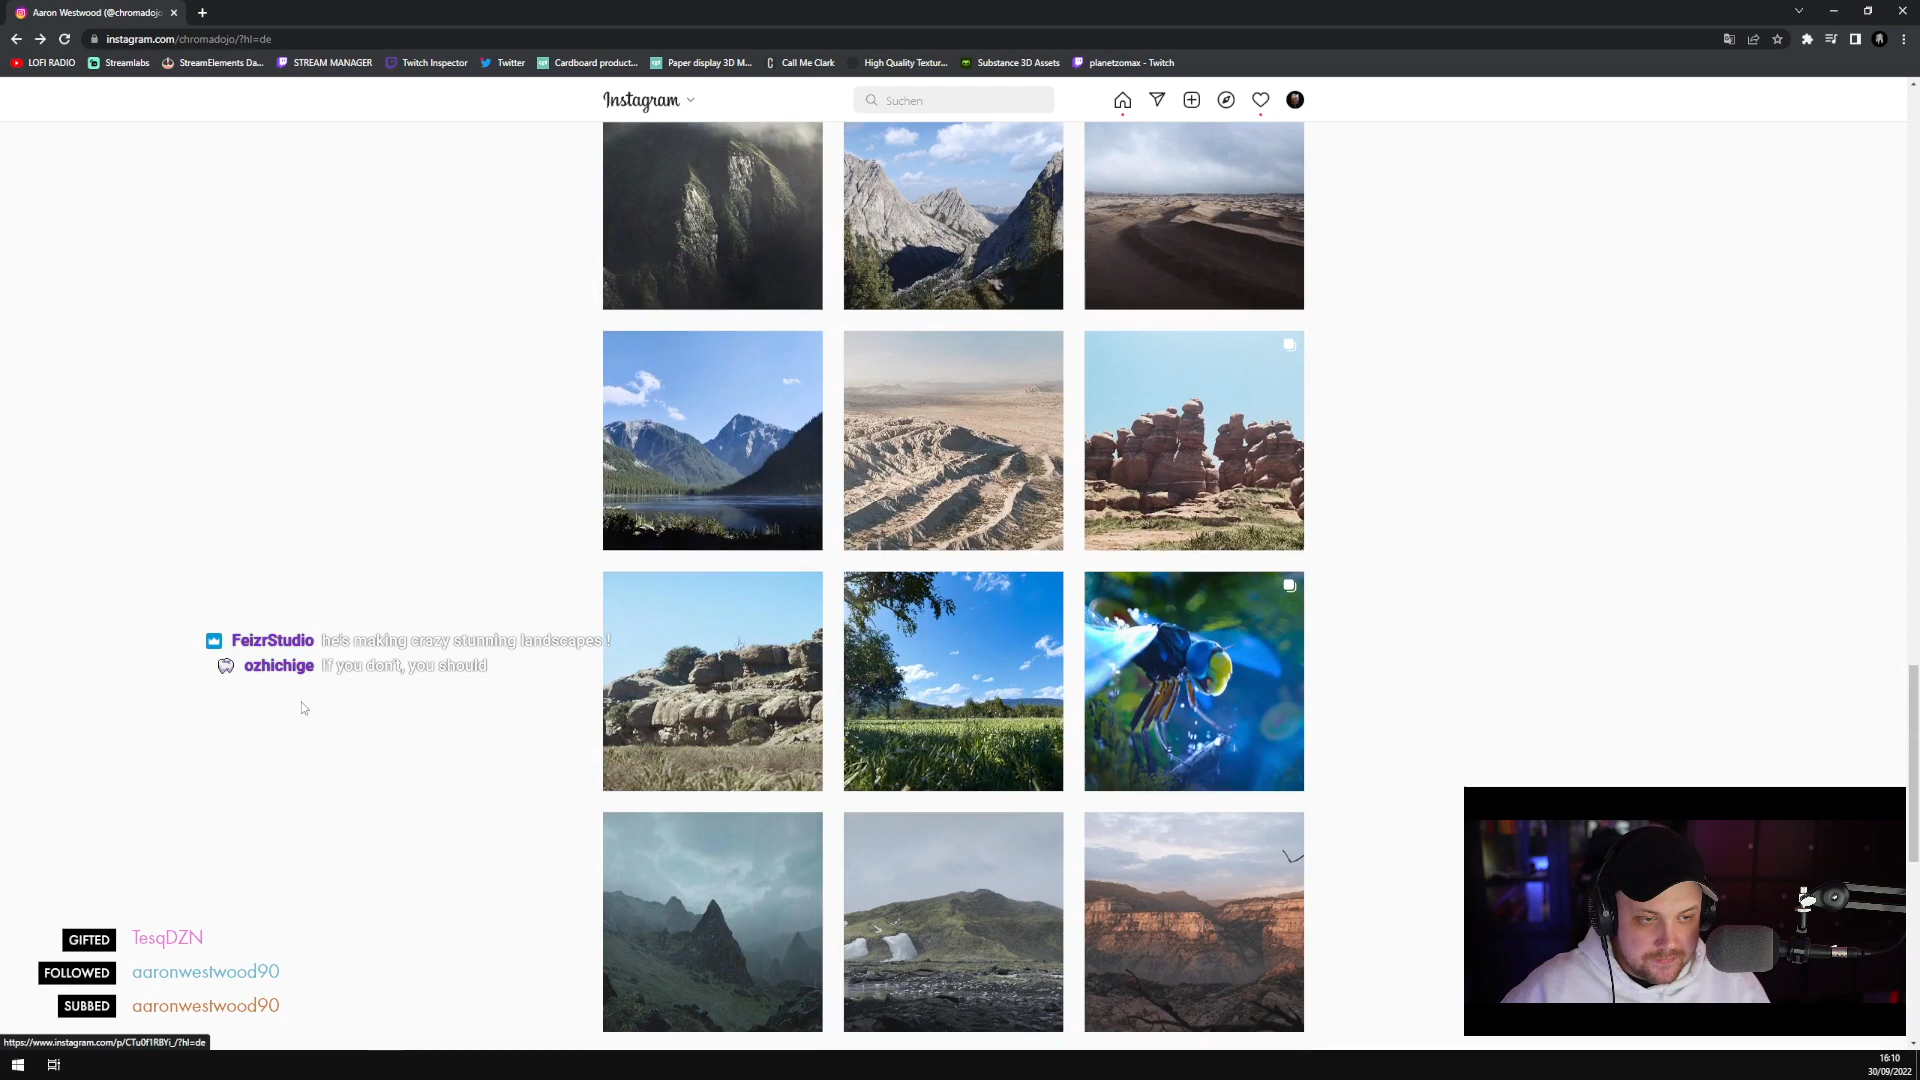 Aaron Westwood (@chromadojo
instagram.com/chromadojo/?hl=de
LOFI RADIO
Streamlabs
StreamElements Da...
STREAM MANAGER
Twitch Inspector
Twitter
Cardboard product...
Paper display 3D M...
Call Me Clark
High Quality Textur...
Substance 3D Assets
planetzomax - Twitch
Instagram
Suchen
FeizrStudio he's making crazy stunning landscapes !
ozhichige If you don't, you should
GIFTED TesqDZN
FOLLOWED aaronwestwood90
SUBBED aaronwestwood90
https://www.instagram.com/p/CTu0f1RBYi_/?hl=de
16:10
30/09/2022